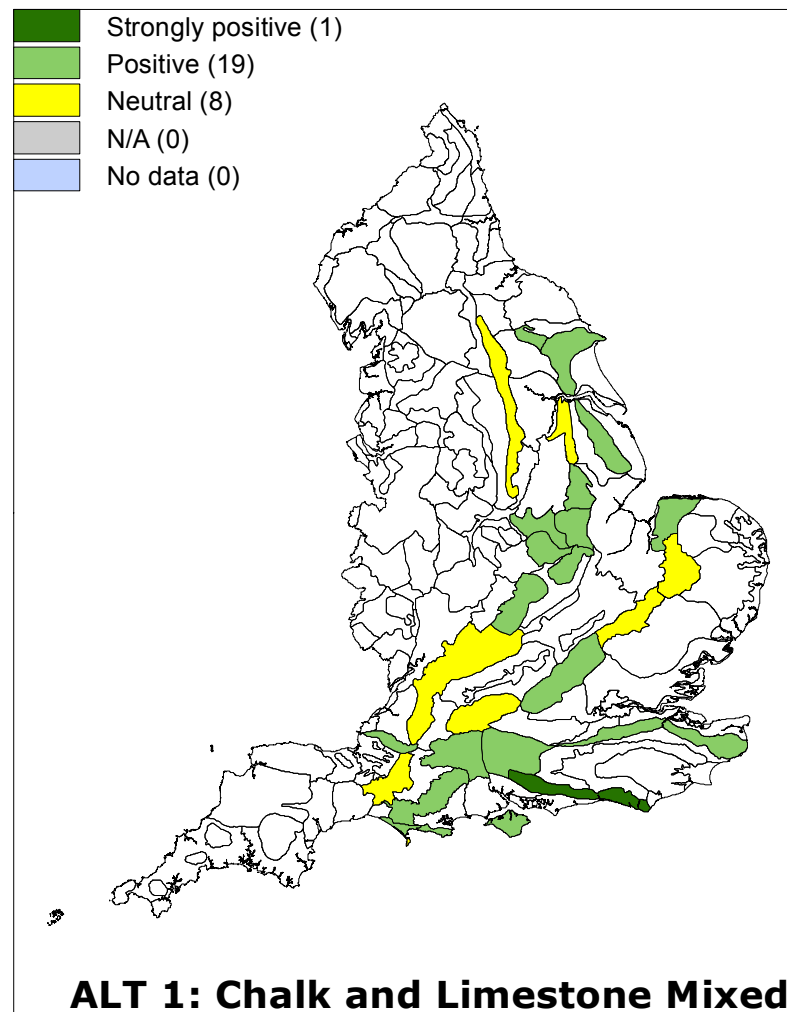 Strongly positive (1)
Positive (19)
Neutral (8)
N/A (0)
No data (0)
ALT 1: Chalk and Limestone Mixed